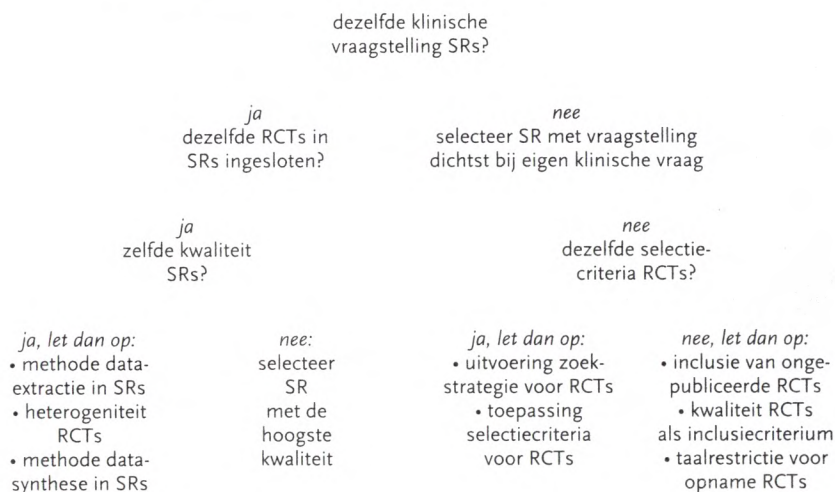 dezelfde klinische
vraagstelling SRs?
ja
dezelfde RCTs in
SRs ingesloten?
nee
selecteer SR met vraagstelling
dichtst bij eigen klinische vraag
ja
zelfde kwaliteit
SRs?
nee
dezelfde selectie-
criteria RCTs?
ja, let dan op:
• methode data-
extractie in SRs
• heterogeniteit
RCTs
• methode data-
synthese in SRs
nee:
selecteer
SR
met de
hoogste
kwaliteit
ja, let dan op:
• uitvoering zoek-
strategie voor RCTs
• toepassing
selectiecriteria
voor RCTs
nee, let dan op:
• inclusie van onge-
publiceerde RCTs
• kwaliteit RCTs
als inclusiecriterium
• taalrestrictie voor
opname RCTs